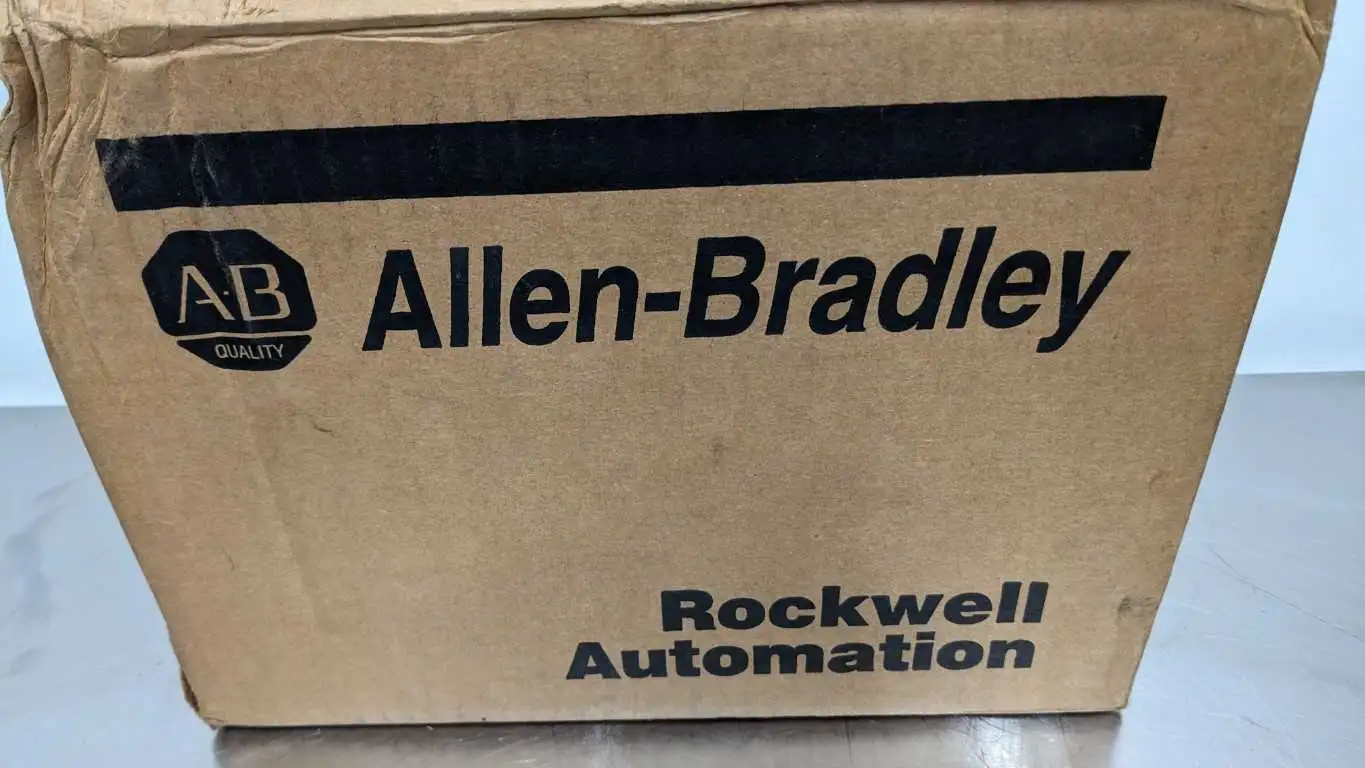 A·B
QUALITY
Allen-Bradley
Rockwell
Automation